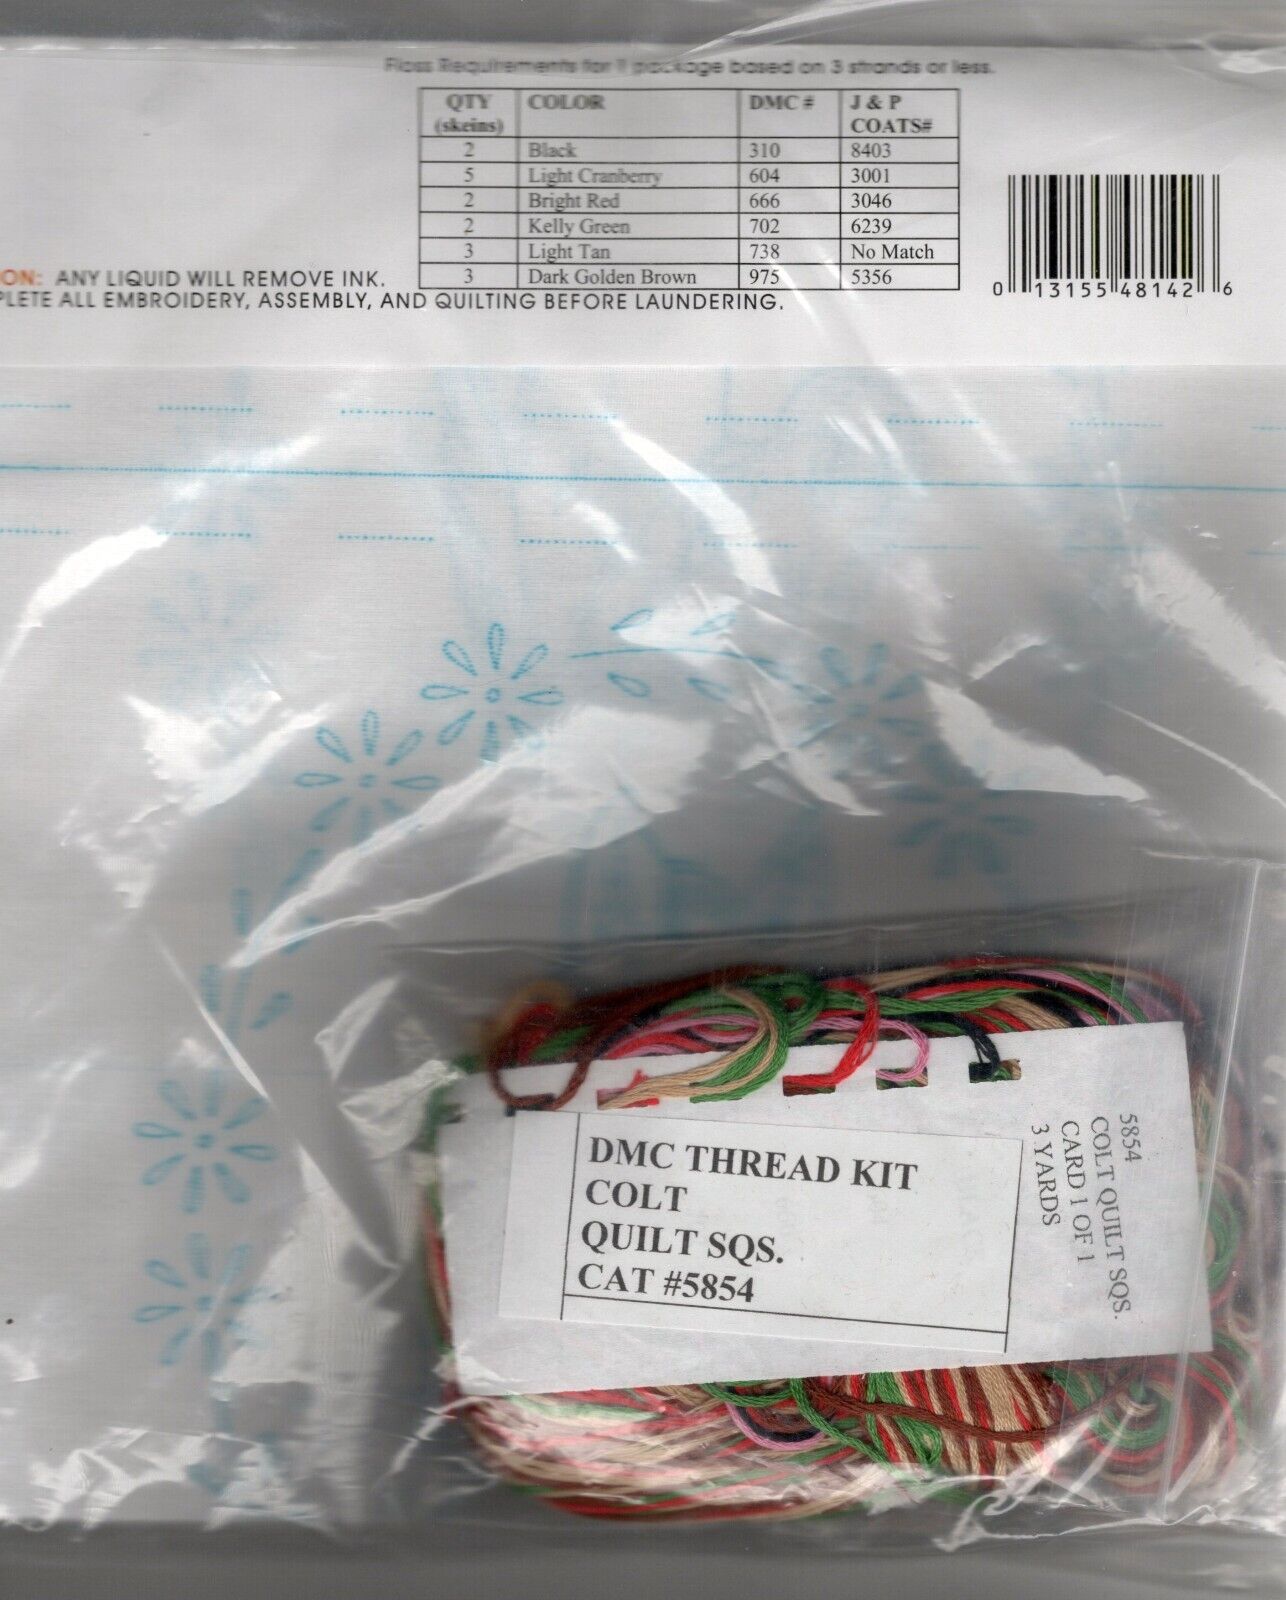 Floss Requirements for 1 package based on 3 strands or less.
QTY (skeins) COLOR DMC # J & P COATS#
2 Black 310 8403
5 Light Cranberry 604 3001
2 Bright Red 666 3046
2 Kelly Green 702 6239
3 Light Tan 738 No Match
3 Dark Golden Brown 975 5356
ON: ANY LIQUID WILL REMOVE INK.
PLETE ALL EMBROIDERY, ASSEMBLY, AND QUILTING BEFORE LAUNDERING.
0 13155 48142 6
DMC THREAD KIT
COLT
QUILT SQS.
CAT #5854
5854
COLT QUILT SQS.
CARD 1 OF 1
3 YARDS